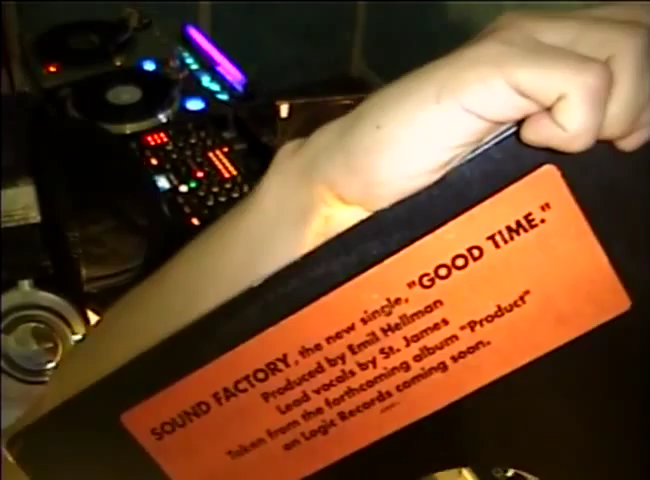 SOUND FACTORY, the new single, "GOOD TIME."
Produced by Emil Hellman
Lead vocals by St. James
Taken from the forthcoming album "Product"
on Logic Records coming soon.